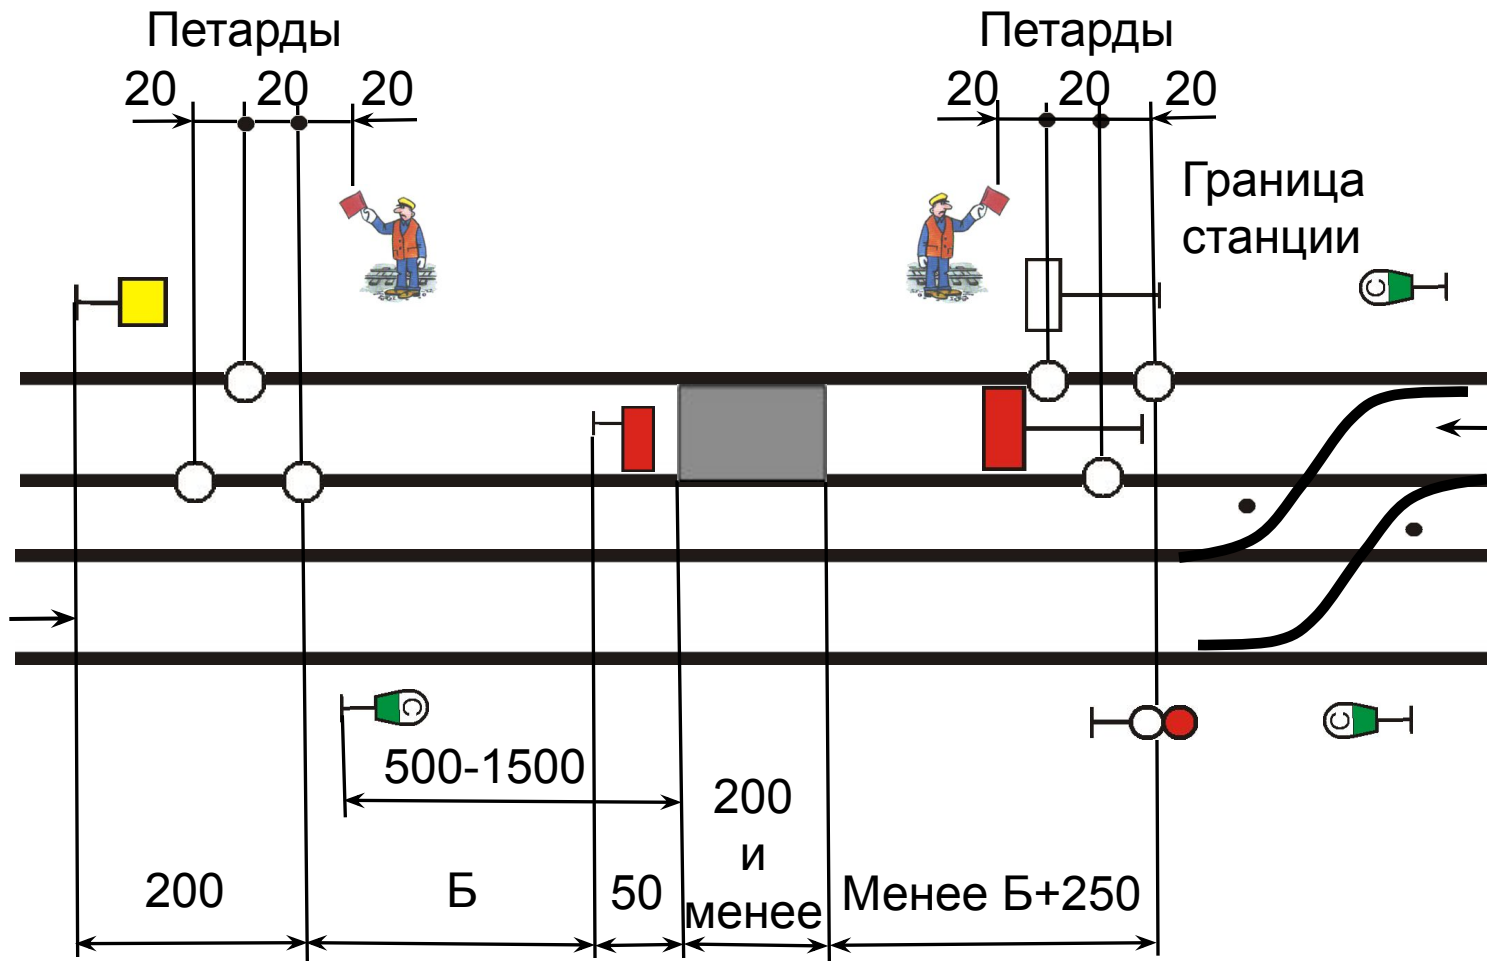 Петарды
Петарды
20 20 20
20 20 20
Граница
станции
С
С
С
500-1500
200
и
менее
200
Б
50
Менее Б+250